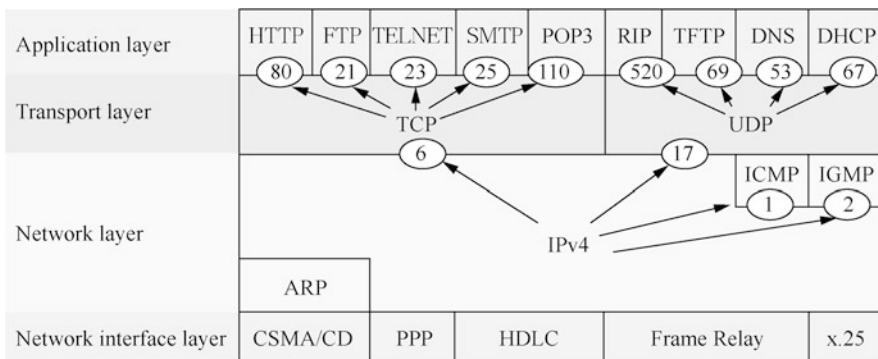 Application layer
HTTP FTP TELNET SMTP POP3 RIP TFTP DNS DHCP
80 21 23 25 110 520 69 53 67
Transport layer
TCP UDP
6 17
ICMP IGMP
1 2
Network layer
IPv4
ARP
Network interface layer CSMA/CD PPP HDLC Frame Relay x.25